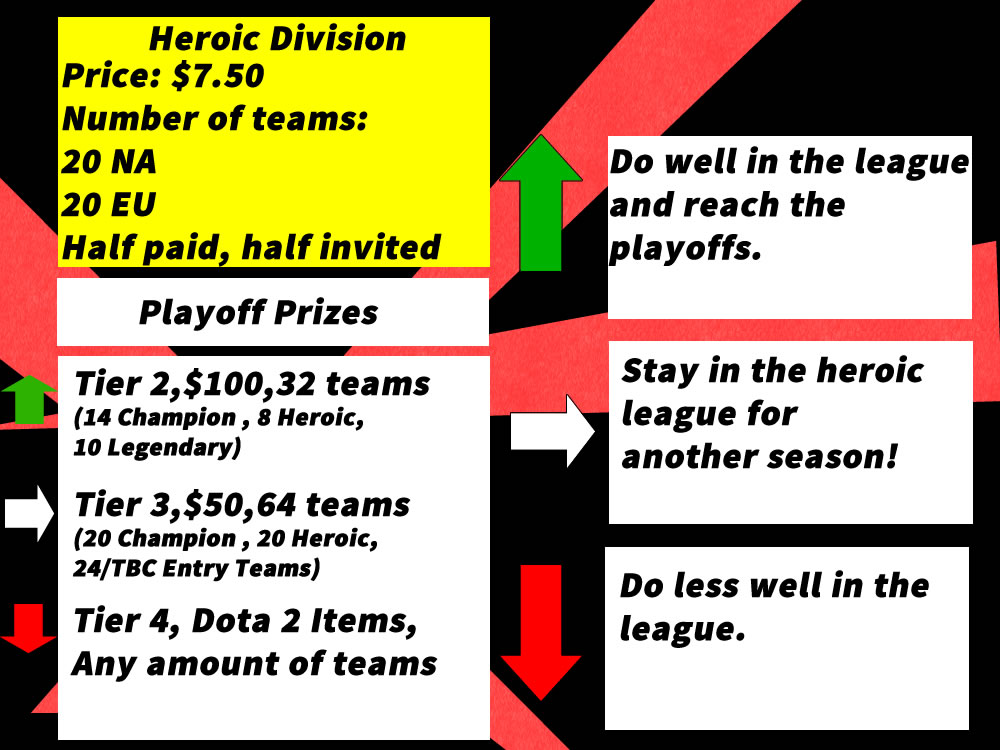 Heroic Division
Price: $7.50
Number of teams:
20 NA
20 EU
Half paid, half invited
Playoff Prizes
Tier 2,$100,32 teams
(14 Champion , 8 Heroic,
10 Legendary)
Tier 3,$50,64 teams
(20 Champion , 20 Heroic,
24/TBC Entry Teams)
Tier 4, Dota 2 Items,
Any amount of teams
Do well in the league
and reach the
playoffs.
Stay in the heroic
league for
another season!
Do less well in the
league.